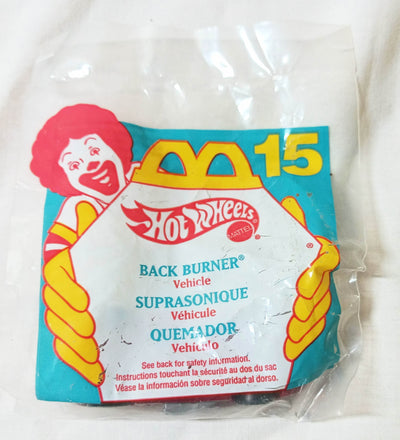 15
HOT WHEELS®
MATTEL
BACK BURNER®
Vehicle
SUPRASONIQUE
Véhicule
QUEMADOR
Vehículo
See back for safety information.
-Instructions touchant la sécurité au dos du sac
Véase la información sobre seguridad al dorso.